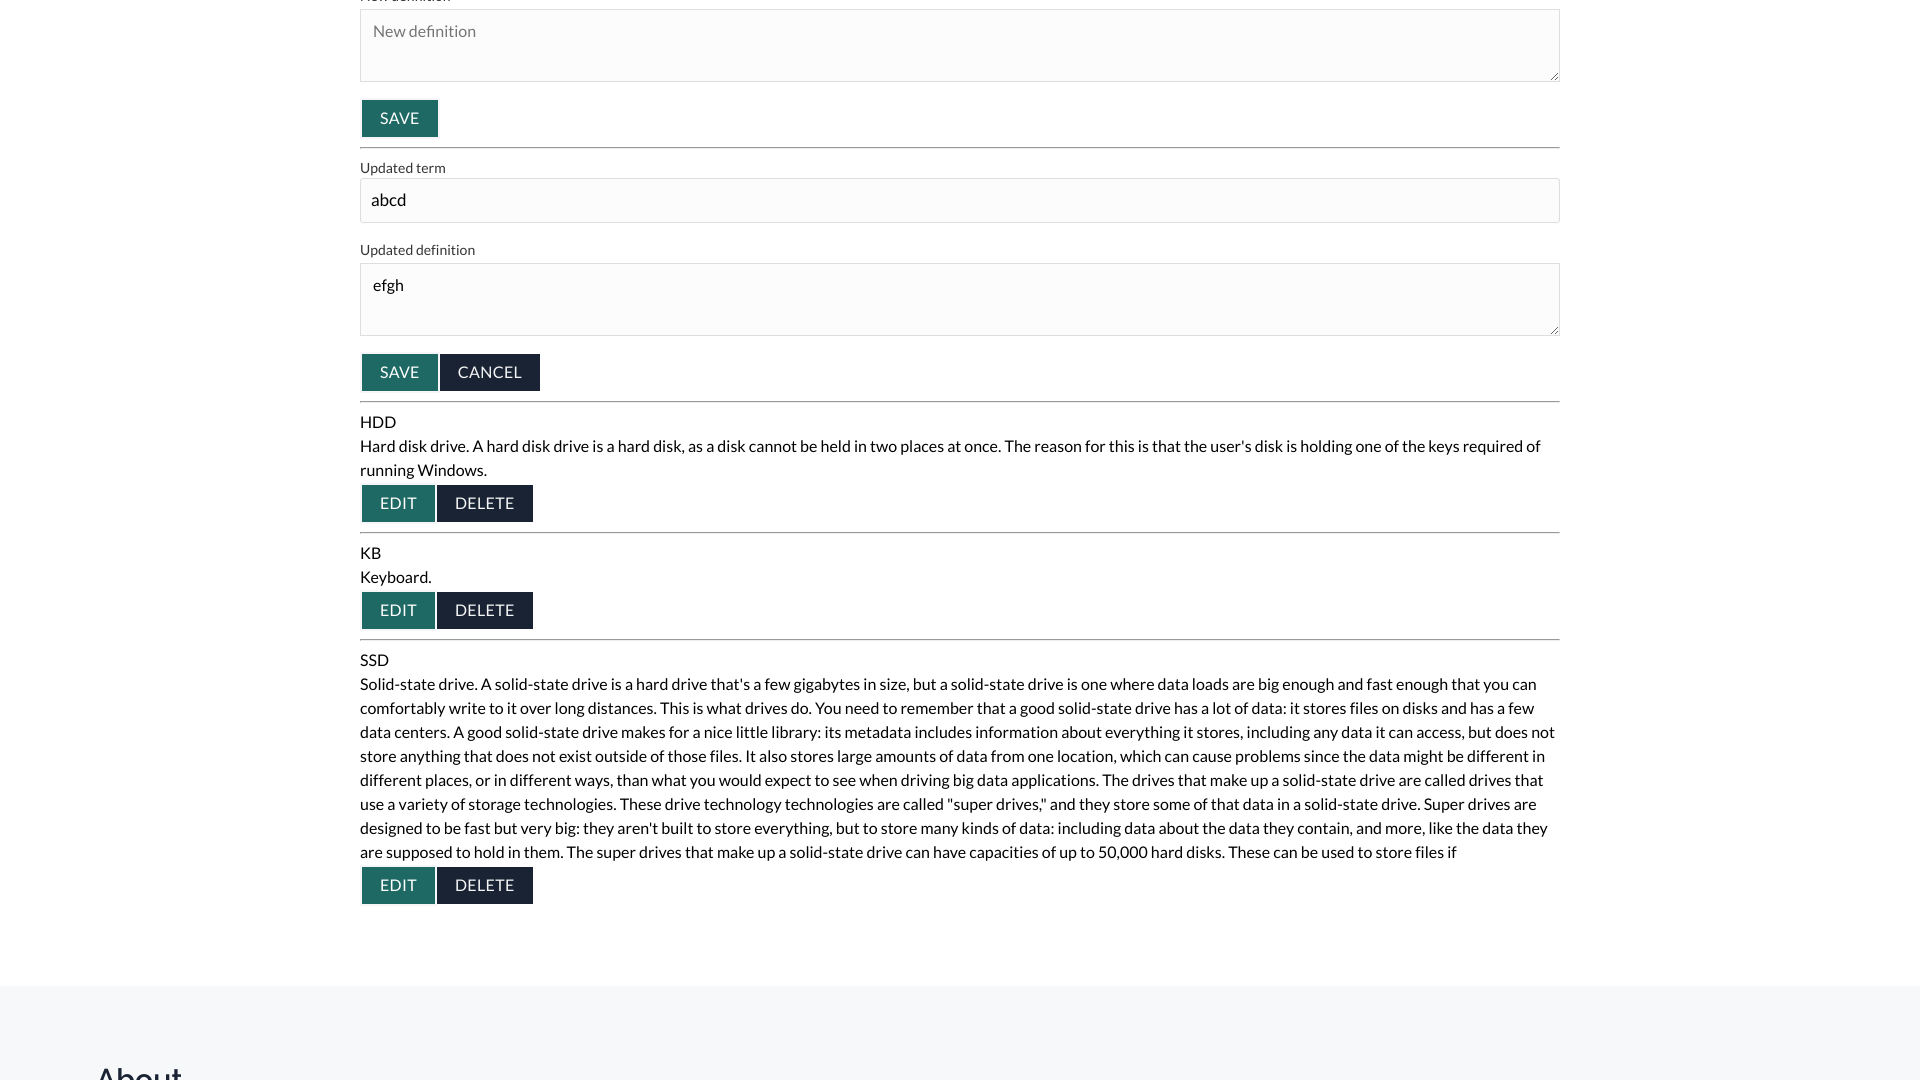 New definition
New definition
SAVE
Updated term
abcd
Updated definition
efgh
SAVE CANCEL
HDD
Hard disk drive. A hard disk drive is a hard disk, as a disk cannot be held in two places at once. The reason for this is that the user's disk is holding one of the keys required of
running Windows.
EDIT DELETE
KB
Keyboard.
EDIT DELETE
SSD
Solid-state drive. A solid-state drive is a hard drive that's a few gigabytes in size, but a solid-state drive is one where data loads are big enough and fast enough that you can
comfortably write to it over long distances. This is what drives do. You need to remember that a good solid-state drive has a lot of data: it stores files on disks and has a few
data centers. A good solid-state drive makes for a nice little library: its metadata includes information about everything it stores, including any data it can access, but does not
store anything that does not exist outside of those files. It also stores large amounts of data from one location, which can cause problems since the data might be different in
different places, or in different ways, than what you would expect to see when driving big data applications. The drives that make up a solid-state drive are called drives that
use a variety of storage technologies. These drive technology technologies are called "super drives," and they store some of that data in a solid-state drive. Super drives are
designed to be fast but very big: they aren't built to store everything, but to store many kinds of data: including data about the data they contain, and more, like the data they
are supposed to hold in them. The super drives that make up a solid-state drive can have capacities of up to 50,000 hard disks. These can be used to store files if
EDIT DELETE
About